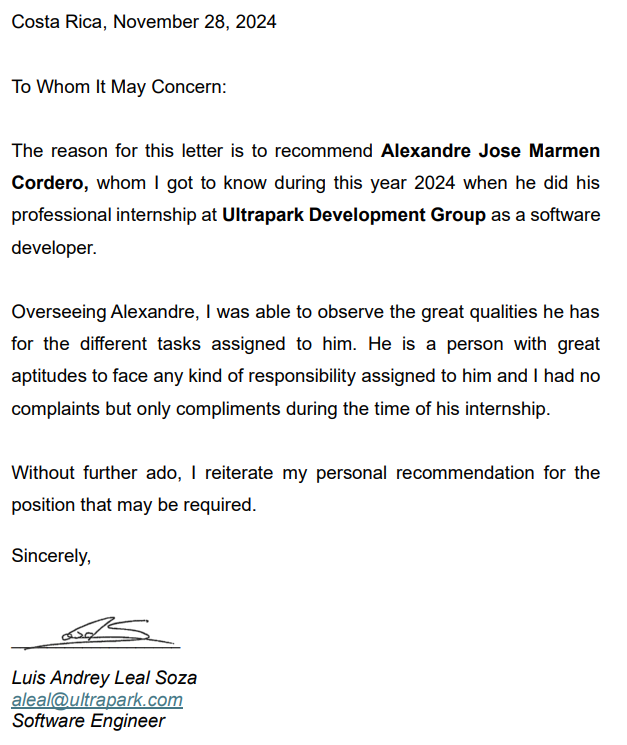 Costa Rica, November 28, 2024
To Whom It May Concern:
The reason for this letter is to recommend Alexandre Jose Marmen
Cordero, whom I got to know during this year 2024 when he did his
professional internship at Ultrapark Development Group as a software
developer.
Overseeing Alexandre, I was able to observe the great qualities he has
for the different tasks assigned to him. He is a person with great
aptitudes to face any kind of responsibility assigned to him and I had no
complaints but only compliments during the time of his internship.
Without further ado, I reiterate my personal recommendation for the
position that may be required.
Sincerely,
Luis Andrey Leal Soza
aleal@ultrapark.com
Software Engineer